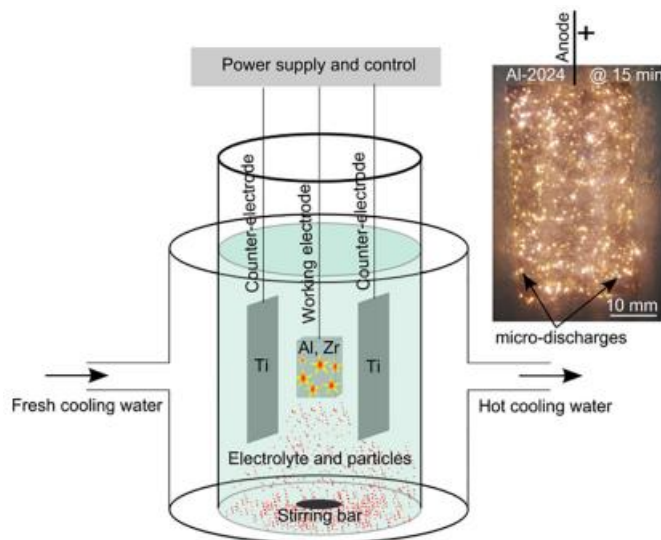 Power supply and control
Counter-electrode
Working electrode
Counter-electrode
Ti
Al, Zr
Ti
Fresh cooling water
Hot cooling water
Electrolyte and particles
Stirring bar
Anode
+
Al-2024 @ 15 min
10 mm
micro-discharges